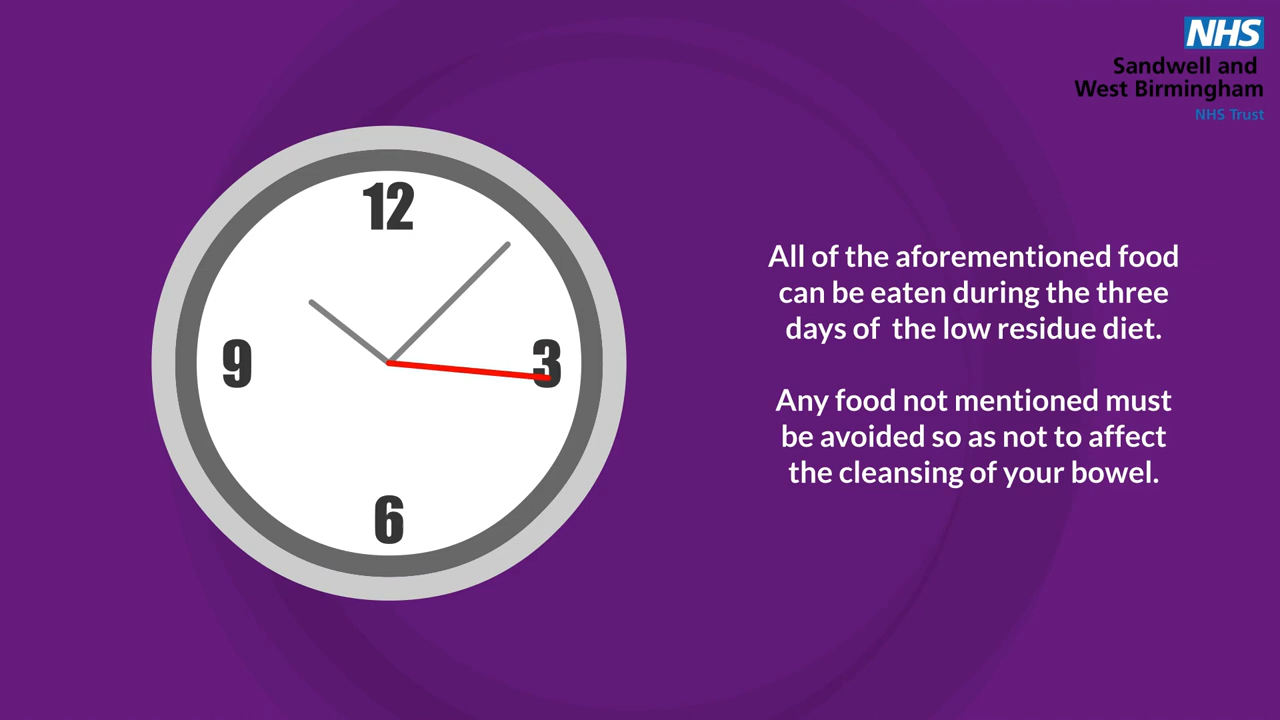 NHS
Sandwell and
West Birmingham
NHS Trust
12
9
3
6
All of the aforementioned food
can be eaten during the three
days of  the low residue diet.
Any food not mentioned must
be avoided so as not to affect
the cleansing of your bowel.